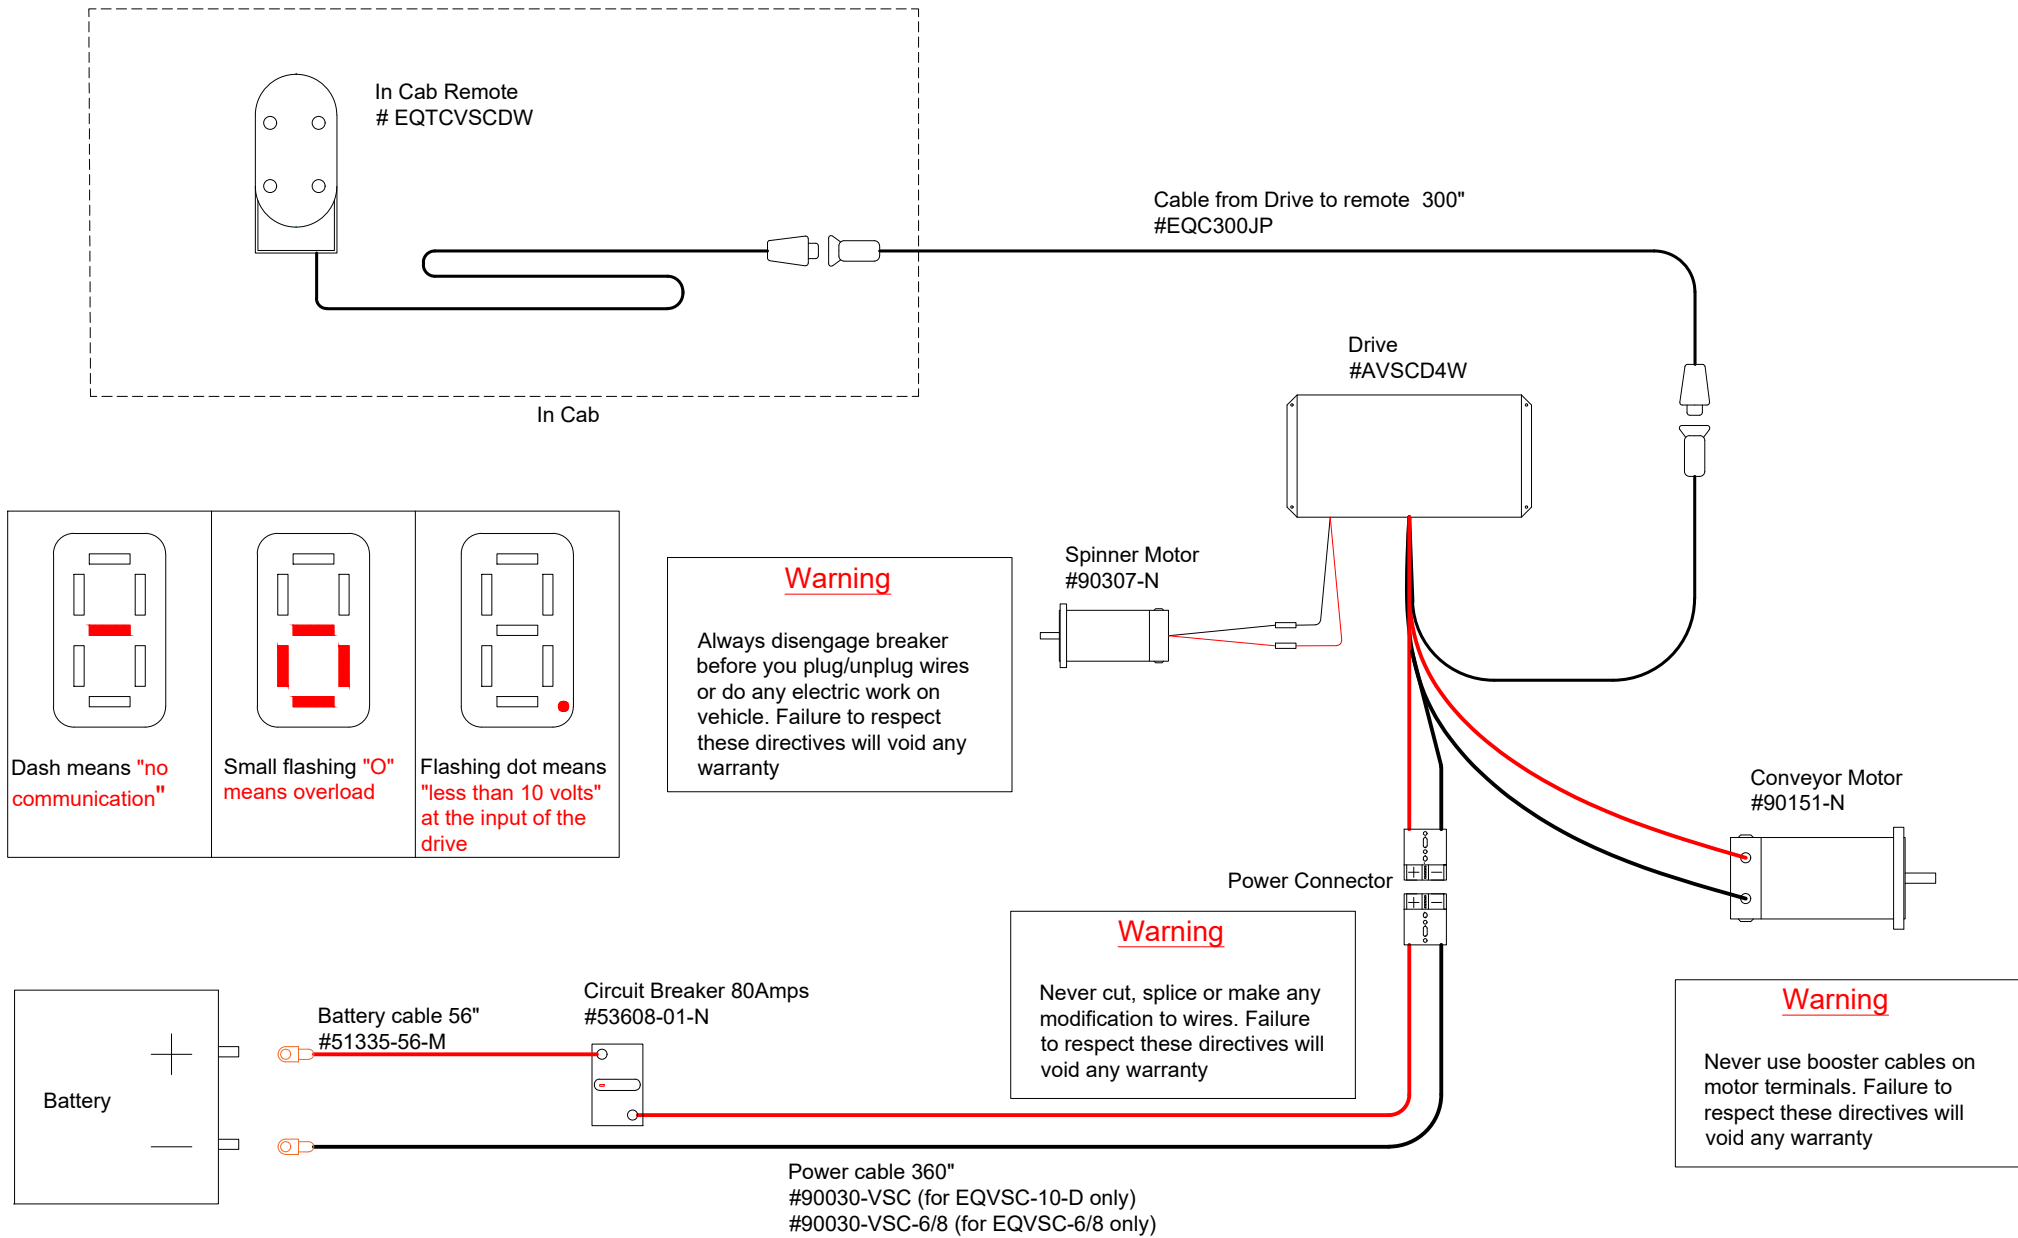 In Cab Remote
# EQTCVSCDW
Cable from Drive to remote  300"
#EQC300JP
Drive
#AVSCD4W
In Cab
Spinner Motor
#90307-N
Warning
Always disengage breaker
before you plug/unplug wires
or do any electric work on
vehicle. Failure to respect
these directives will void any
warranty
Dash means "no
communication"
Small flashing "O"
means overload
Flashing dot means
"less than 10 volts"
at the input of the
drive
Conveyor Motor
#90151-N
Power Connector
+ −
+ −
Warning
Never cut, splice or make any
modification to wires. Failure
to respect these directives will
void any warranty
Warning
Never use booster cables on
motor terminals. Failure to
respect these directives will
void any warranty
Circuit Breaker 80Amps
#53608-01-N
Battery cable 56"
#51335-56-M
+
Battery
−
Power cable 360"
#90030-VSC (for EQVSC-10-D only)
#90030-VSC-6/8 (for EQVSC-6/8 only)